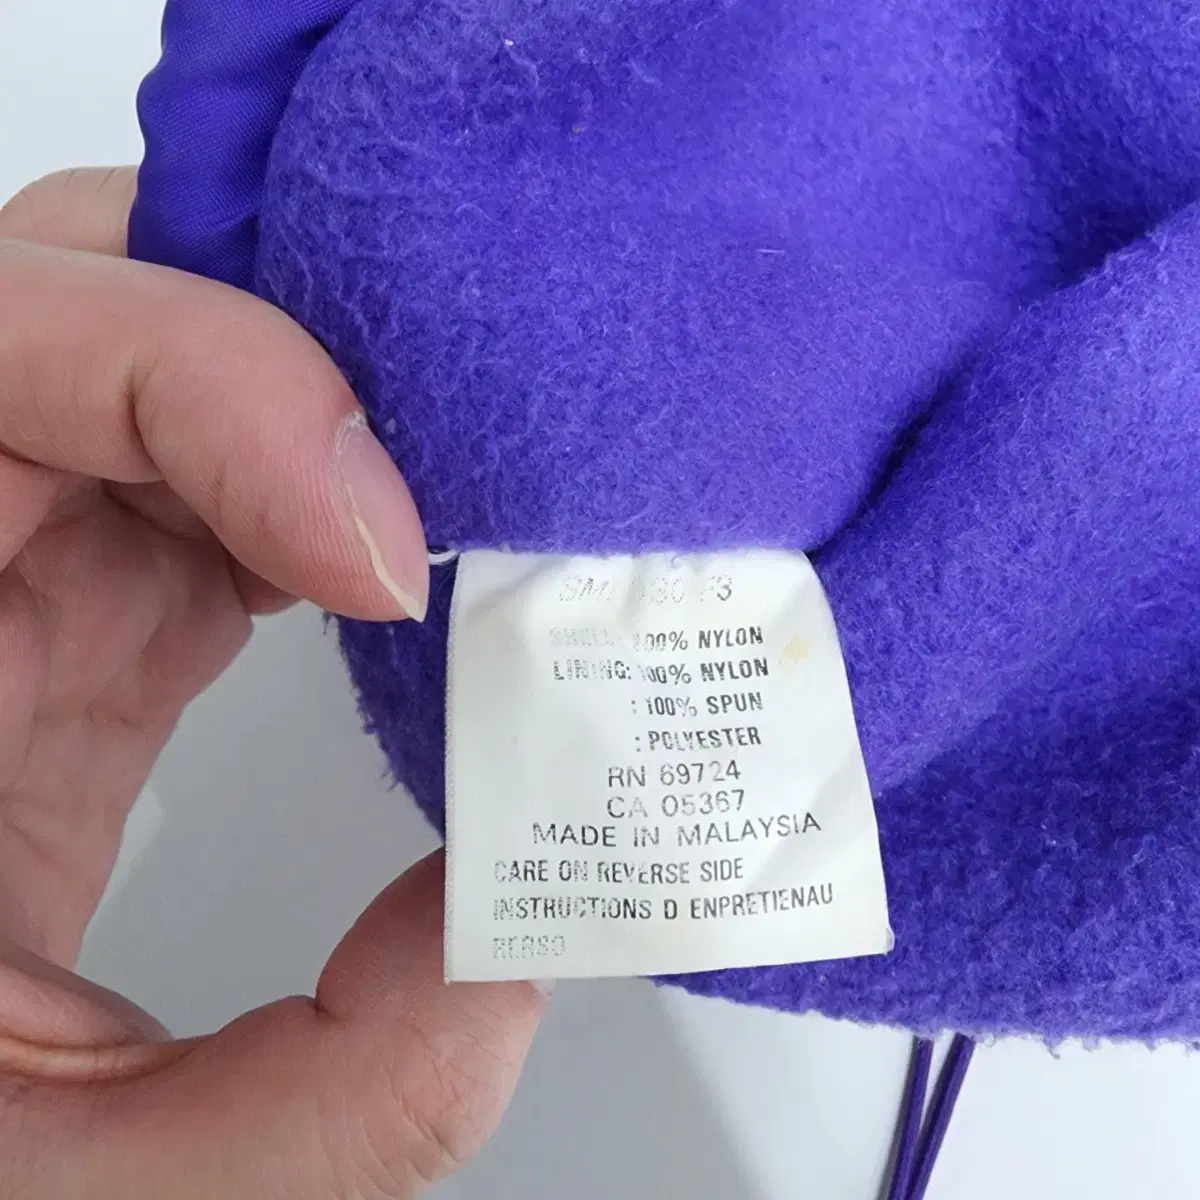 SHELL: 100% NYLON
LINING: 100% NYLON
: 100% SPUN
: POLYESTER
RN 69724
CA 05367
MADE IN MALAYSIA
CARE ON REVERSE SIDE
INSTRUCTIONS D ENPRETIENAU